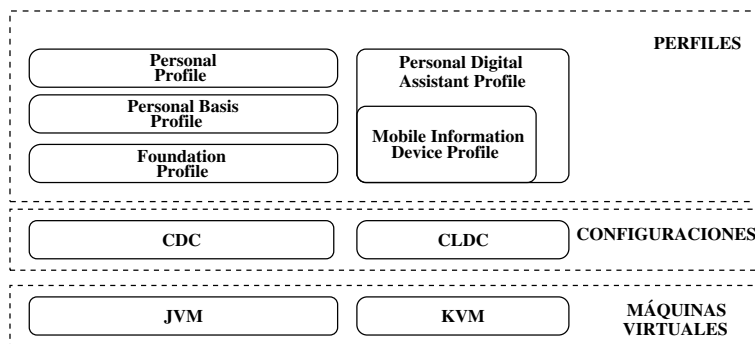 PERFILES
Personal
Profile
Personal Basis
Profile
Foundation
Profile
Personal Digital
Assistant Profile
Mobile Information
Device Profile
CDC
CLDC
CONFIGURACIONES
JVM
KVM
MÁQUINAS
VIRTUALES